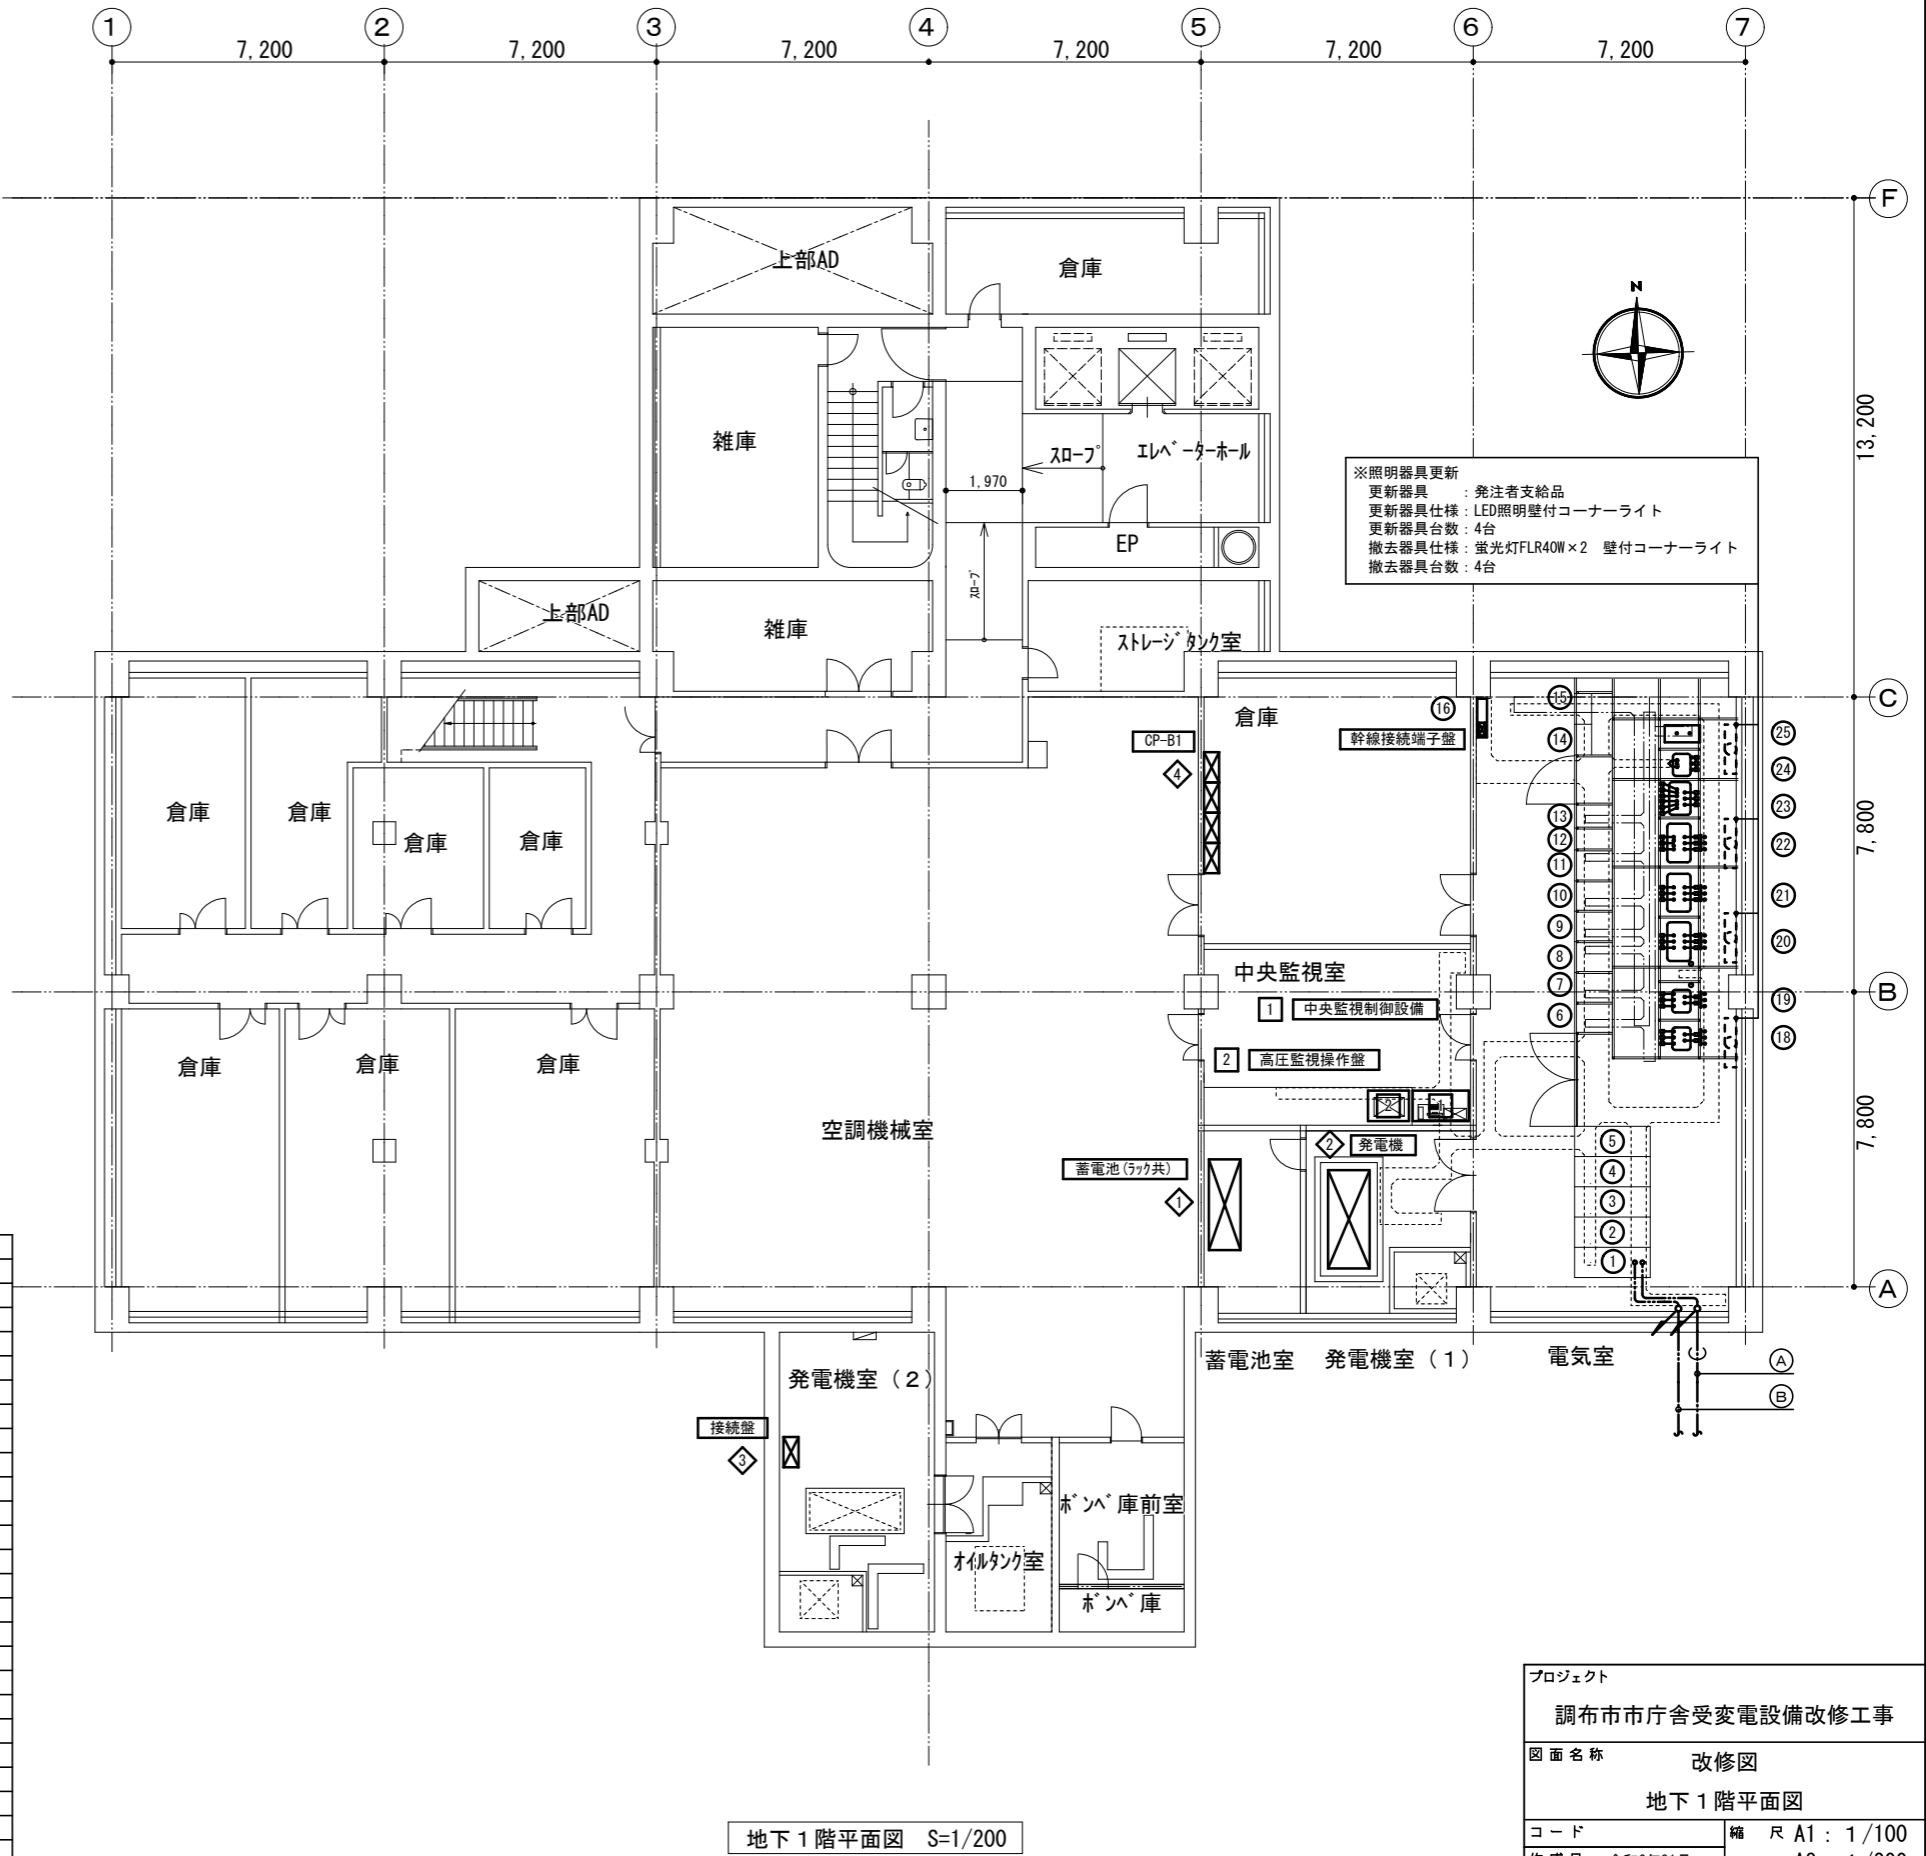 1 2 3 4 5 6 7
7,200 7,200 7,200 7,200 7,200 7,200
F
上部AD
倉庫
N
13,200
雑庫
スロープ
エレベーターホール
1,970
※照明器具更新
更新器具 : 発注者支給品
更新器具仕様 : LED照明壁付コーナーライト
更新器具台数 : 4台
撤去器具仕様 : 蛍光灯FLR40W×2 壁付コーナーライト
撤去器具台数 : 4台
EP
スロープ
上部AD
雑庫
ストレージタンク室
C
倉庫
16
幹線接続端子盤
CP-B1
4
15
14
13
12
11
10
9
8
7
6
25
24
23
22
21
20
19
18
7,800
倉庫
倉庫
倉庫
倉庫
中央監視室
1 中央監視制御設備
2 高圧監視操作盤
B
倉庫
倉庫
倉庫
空調機械室
2
1
2 発電機
蓄電池(ラック共)
1
5
4
3
2
1
7,800
A
蓄電池室 発電機室(1) 電気室
A
B
発電機室(2)
接続盤
3
ボンベ庫前室
オイルタンク室
ボンベ庫
プロジェクト
調布市市庁舎受変電設備改修工事
図面名称
改修図
地下1階平面図
コード
縮 尺 A1 : 1/100
地下1階平面図 S=1/200